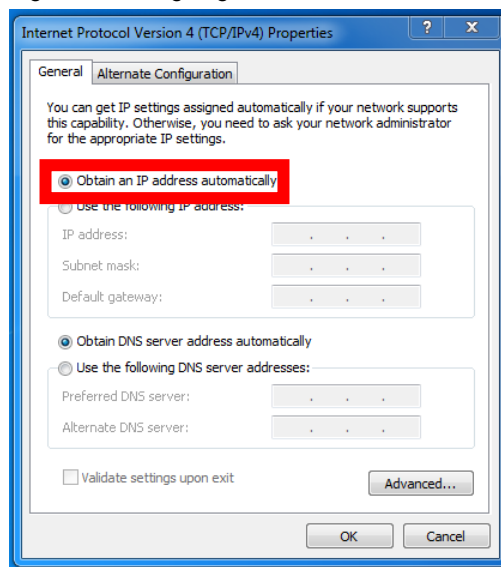 Internet Protocol Version 4 (TCP/IPv4) Properties
? X
General Alternate Configuration
You can get IP settings assigned automatically if your network supports
this capability. Otherwise, you need to ask your network administrator
for the appropriate IP settings.
Obtain an IP address automatically
Use the following IP address:
IP address:
Subnet mask:
Default gateway:
Obtain DNS server address automatically
Use the following DNS server addresses:
Preferred DNS server:
Alternate DNS server:
Validate settings upon exit
Advanced...
OK Cancel